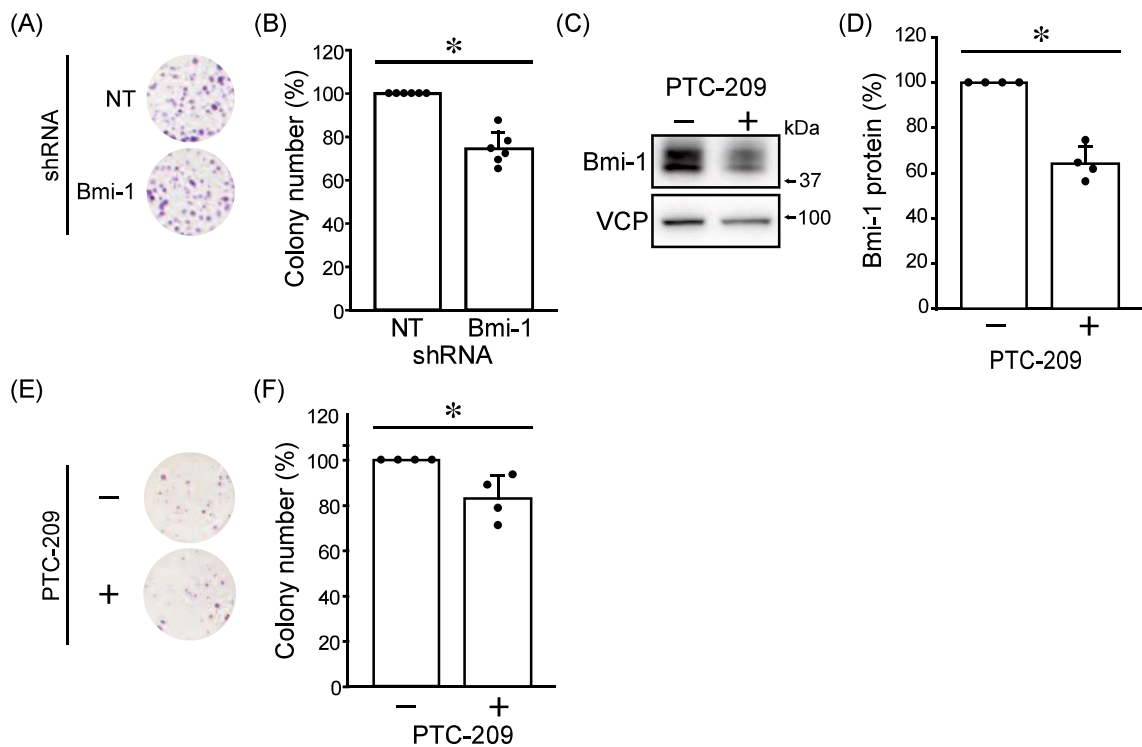 (A)
shRNA
NT
Bmi-1
(B)
*
Colony number (%)
120
100
80
60
40
20
0
NT Bmi-1
shRNA
(C)
PTC-209
− +
kDa
Bmi-1
←37
VCP
←100
(D)
*
Bmi-1 protein (%)
120
100
80
60
40
20
0
− +
PTC-209
(E)
PTC-209
−
+
(F)
*
Colony number (%)
120
100
80
60
40
20
0
− +
PTC-209